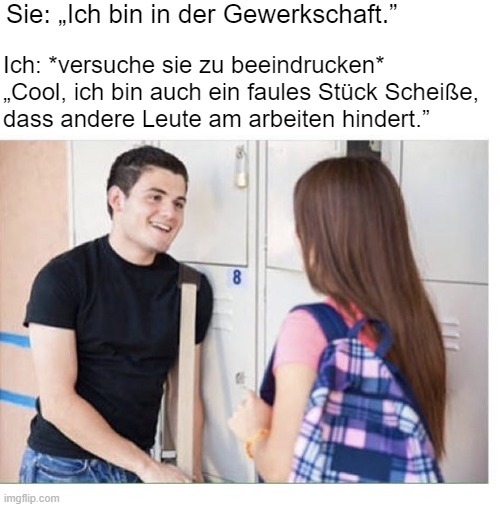 Sie: „Ich bin in der Gewerkschaft.”
Ich: *versuche sie zu beeindrucken*
„Cool, ich bin auch ein faules Stück Scheiße,
dass andere Leute am arbeiten hindert.”
8
imgflip.com